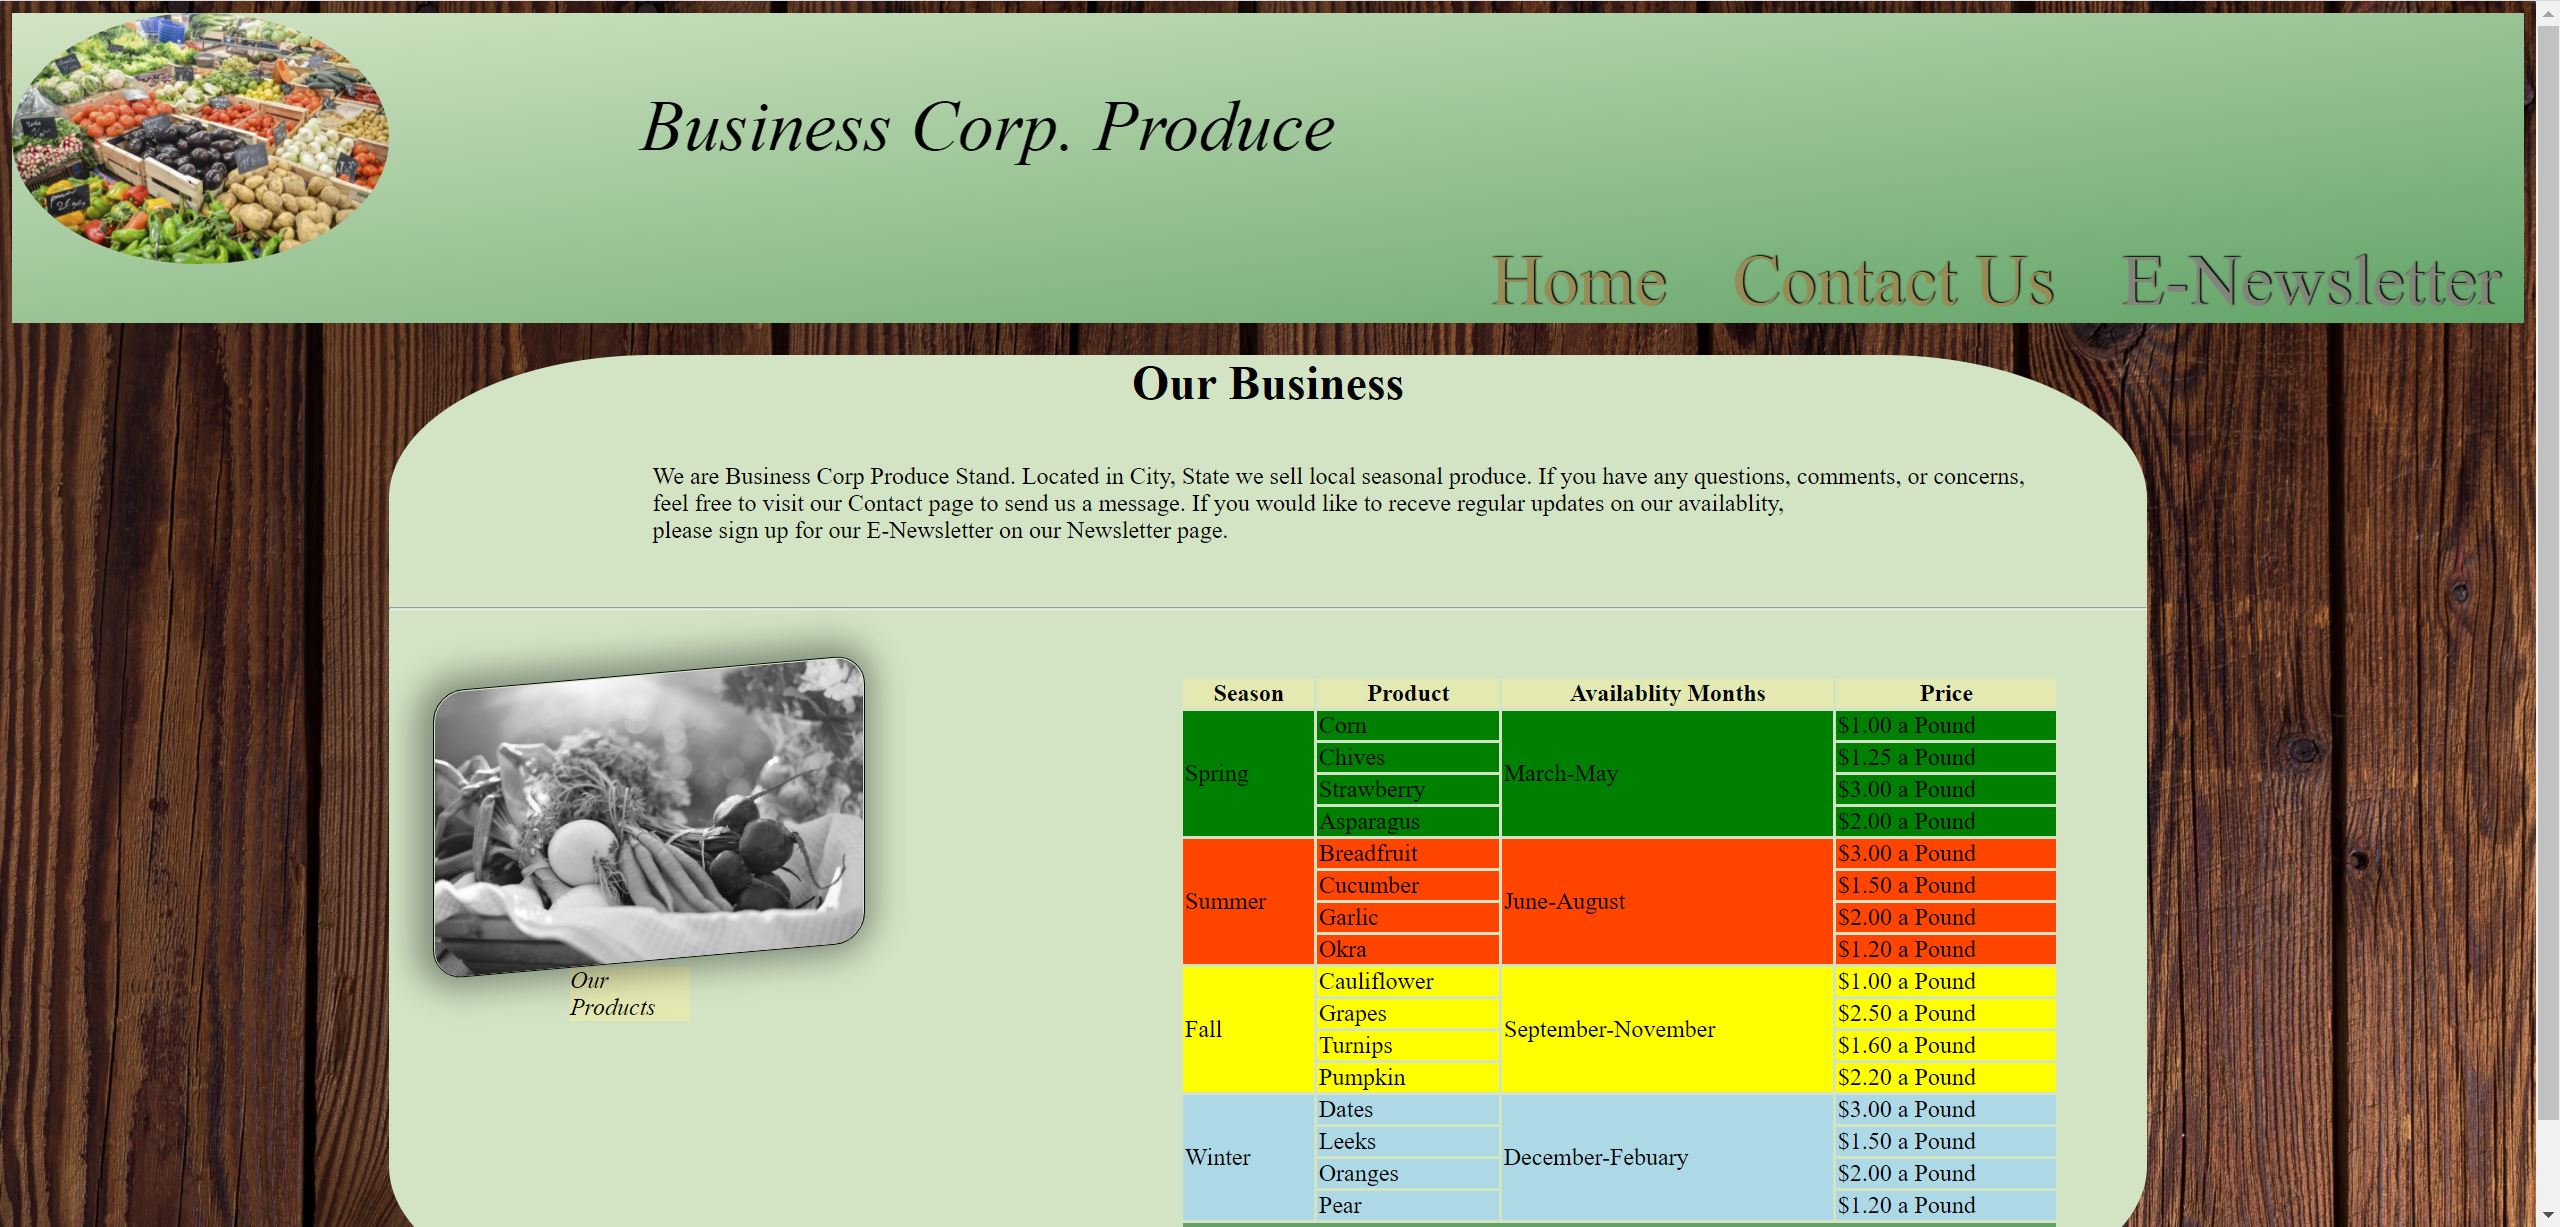 Business Corp. Produce
Home Contact Us E-Newsletter
Our Business
We are Business Corp Produce Stand. Located in City, State we sell local seasonal produce. If you have any questions, comments, or concerns,
feel free to visit our Contact page to send us a message. If you would like to receve regular updates on our availablity,
please sign up for our E-Newsletter on our Newsletter page.
Our
Products
Season Product Availablity Months Price
Spring Corn March-May $1.00 a Pound
Chives $1.25 a Pound
Strawberry $3.00 a Pound
Asparagus $2.00 a Pound
Summer Breadfruit June-August $3.00 a Pound
Cucumber $1.50 a Pound
Garlic $2.00 a Pound
Okra $1.20 a Pound
Fall Cauliflower September-November $1.00 a Pound
Grapes $2.50 a Pound
Turnips $1.60 a Pound
Pumpkin $2.20 a Pound
Winter Dates December-Febuary $3.00 a Pound
Leeks $1.50 a Pound
Oranges $2.00 a Pound
Pear $1.20 a Pound